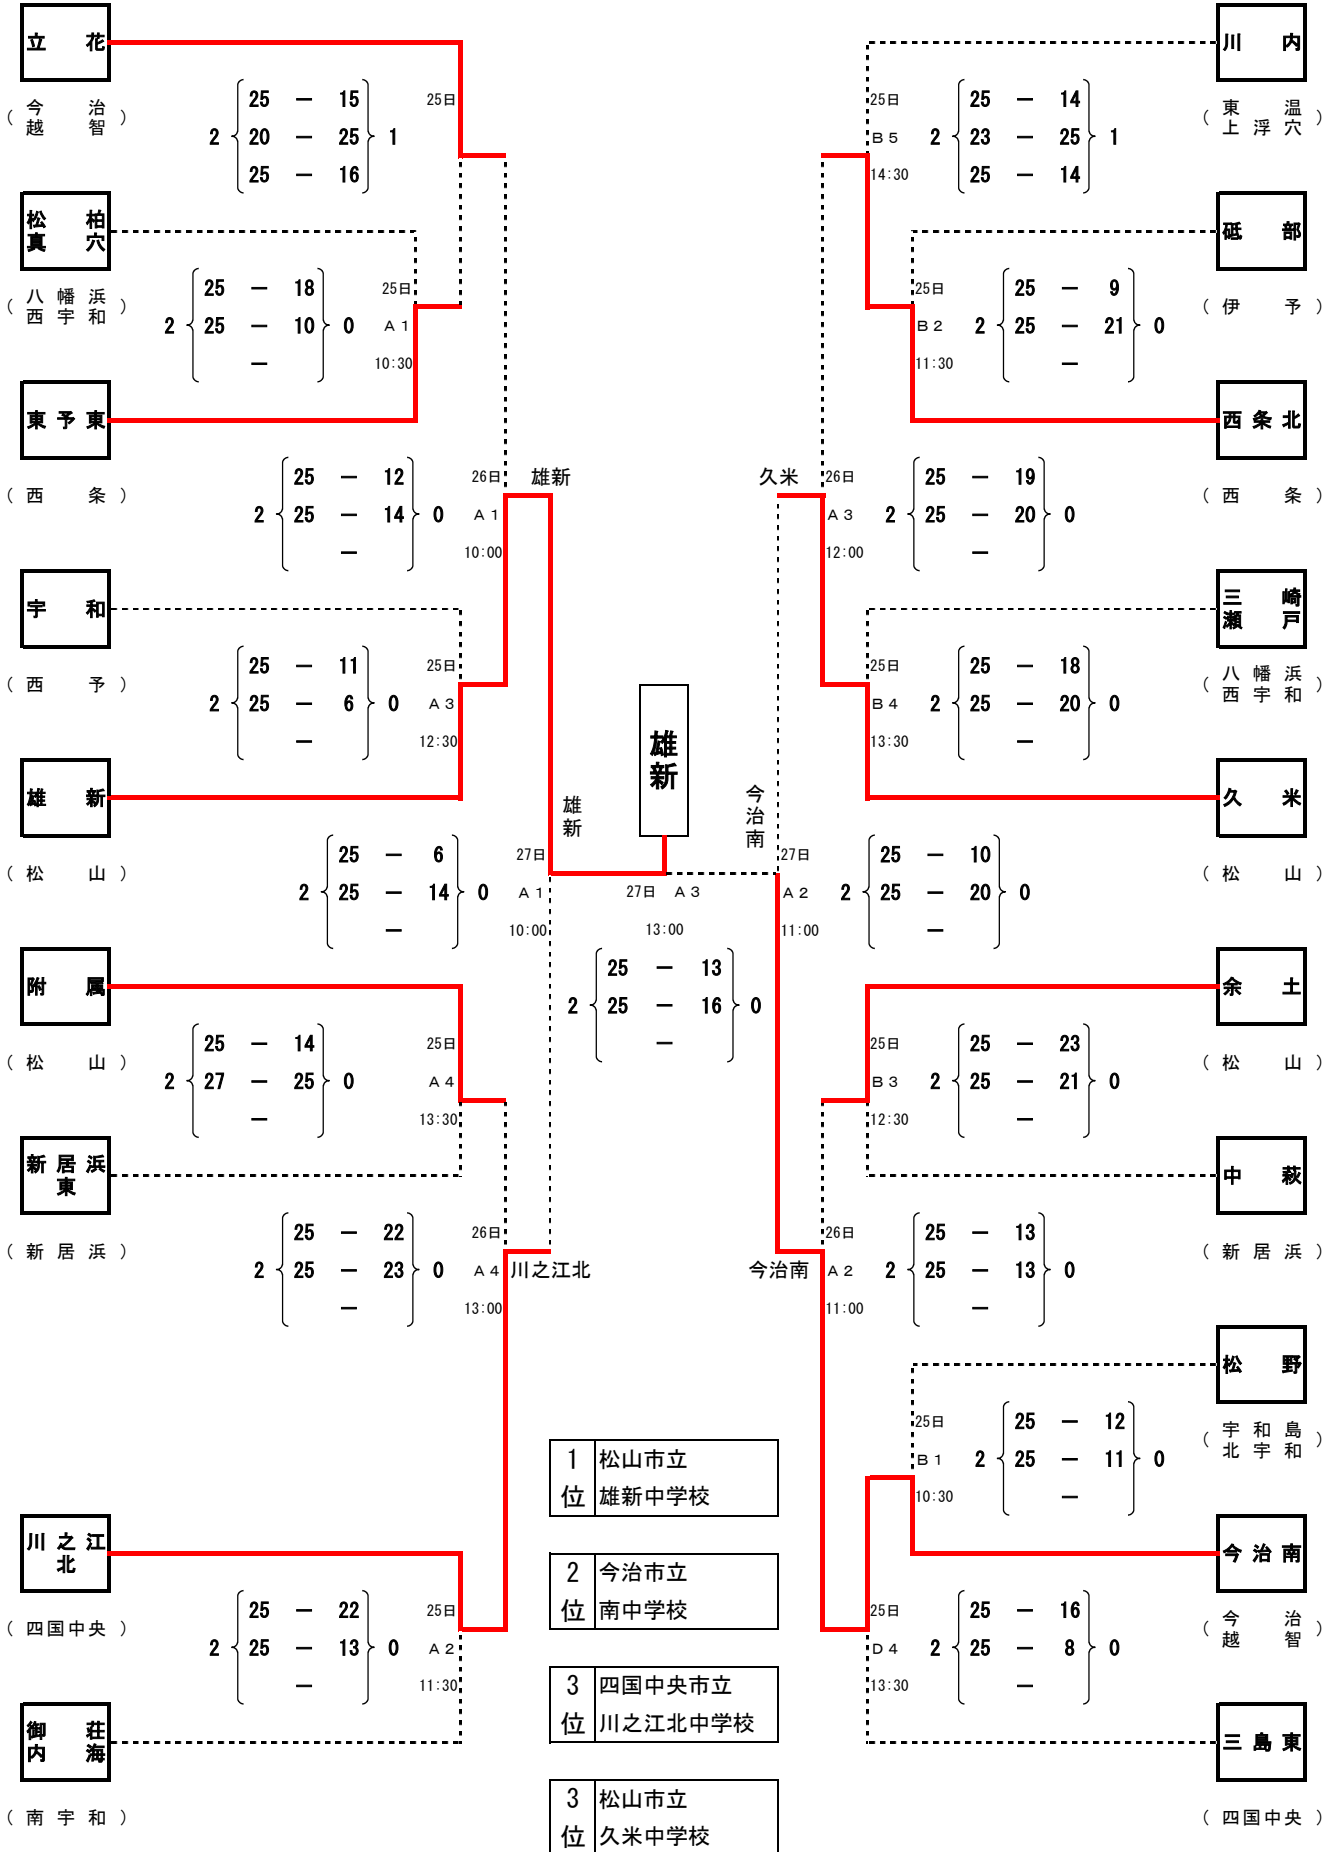 立花
(今治越智)
25日
2 25 － 15 1
20 － 25
25 － 16
松柏真穴
(八幡浜西宇和)
25日
A1
10:30
2 25 － 18 0
25 － 10
－
東予東
(西条)
26日
A1
10:00
2 25 － 12 0
25 － 14
－
雄新
宇和
(西予)
25日
A3
12:30
2 25 － 11 0
25 － 6
－
雄新
(松山)
雄新
27日
A1
10:00
2 25 － 6 0
25 － 14
－
附属
(松山)
25日
A4
13:30
2 25 － 14 0
27 － 25
－
新居浜東
(新居浜)
26日
A4
13:00
2 25 － 22 0
25 － 23
－
川之江北
川之江北
(四国中央)
25日
A2
11:30
2 25 － 22 0
25 － 13
－
御荘内海
(南宇和)
雄新
27日 A3
13:00
2 25 － 13 0
25 － 16
－
川内
(東温上浮穴)
25日
B5
14:30
2 25 － 14 1
23 － 25
25 － 14
砥部
(伊予)
25日
B2
11:30
2 25 － 9 0
25 － 21
－
西条北
(西条)
久米
26日
A3
12:00
2 25 － 19 0
25 － 20
－
三崎瀬戸
(八幡浜西宇和)
25日
B4
13:30
2 25 － 18 0
25 － 20
－
久米
(松山)
今治南
27日
A2
11:00
2 25 － 10 0
25 － 20
－
余土
(松山)
25日
B3
12:30
2 25 － 23 0
25 － 21
－
中萩
(新居浜)
今治南
26日
A2
11:00
2 25 － 13 0
25 － 13
－
松野
(宇和島北宇和)
25日
B1
10:30
2 25 － 12 0
25 － 11
－
今治南
(今治越智)
25日
D4
13:30
2 25 － 16 0
25 － 8
－
三島東
(四国中央)
1位 松山市立
雄新中学校
2位 今治市立
南中学校
3位 四国中央市立
川之江北中学校
3位 松山市立
久米中学校